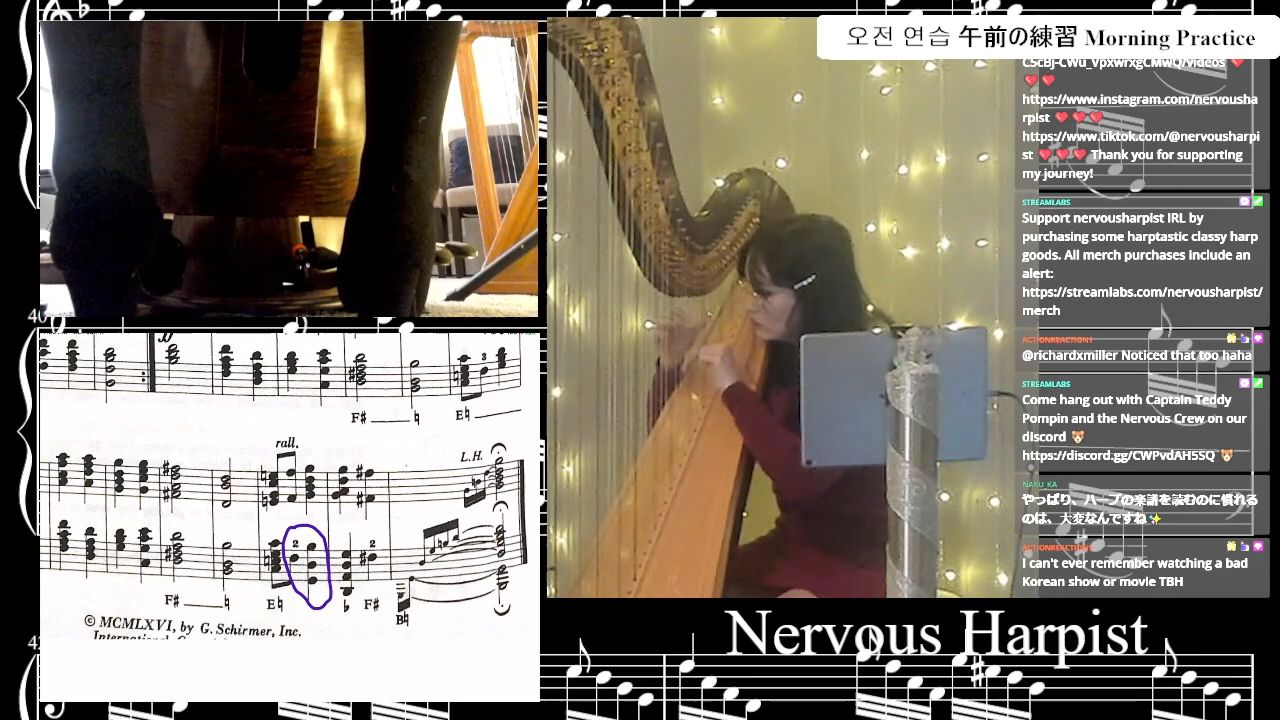 오전 연습 午前の練習 Morning Practice
C5cBJ-CWu_VpxwrxgCMwQ/videos ❤️
❤️ ❤️
https://www.instagram.com/nervousha
rpist ❤️ ❤️ ❤️
https://www.tiktok.com/@nervousharpi
st ❤️ ❤️ ❤️ Thank you for supporting
my journey!
STREAMLABS
Support nervousharpist IRL by
purchasing some harptastic classy harp
goods. All merch purchases include an
alert:
https://streamlabs.com/nervousharpist/
merch
ACTIONREACTION1
@richardxmiller Noticed that too haha
STREAMLABS
Come hang out with Captain Teddy
Pompin and the Nervous Crew on our
discord 🐻
https://discord.gg/CWPvdAH5SQ 🐻
NARU_KA
やっぱり、ハープの楽譜を読むのに慣れる
のは、大変なんですね✨
ACTIONREACTION1
I can't ever remember watching a bad
Korean show or movie TBH
40
ff
3
F# ♮ E♮
rall.
L.H.
2 2
F# ♮ E♮ ♭ F# B♮
© MCMLXVI, by G. Schirmer, Inc.
Nervous Harpist